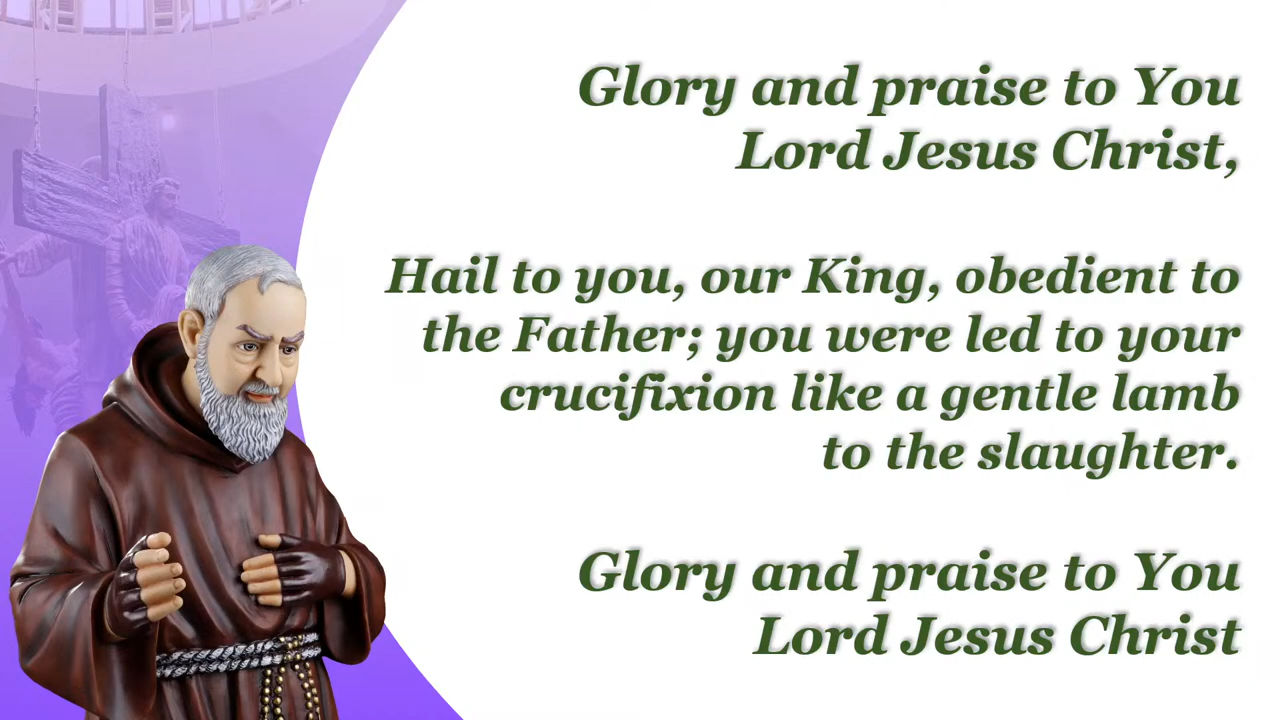 Glory and praise to You
Lord Jesus Christ,
Hail to you, our King, obedient to
the Father; you were led to your
crucifixion like a gentle lamb
to the slaughter.
Glory and praise to You
Lord Jesus Christ